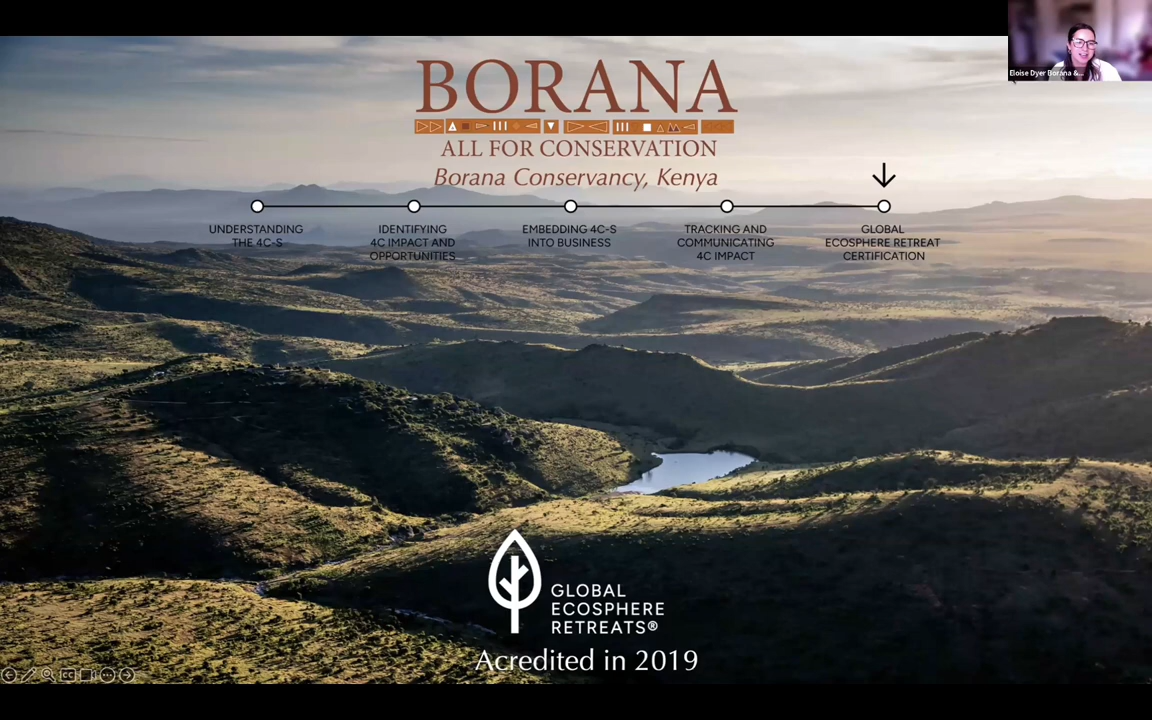 Eloise Dyer Borana &...
BORANA
ALL FOR CONSERVATION
Borana Conservancy, Kenya
UNDERSTANDING
THE 4C-S
IDENTIFYING
4C IMPACT AND
OPPORTUNITIES
EMBEDDING 4C-S
INTO BUSINESS
TRACKING AND
COMMUNICATING
4C IMPACT
GLOBAL
ECOSPHERE RETREAT
CERTIFICATION
GLOBAL
ECOSPHERE
RETREATS®
Acredited in 2019
CC